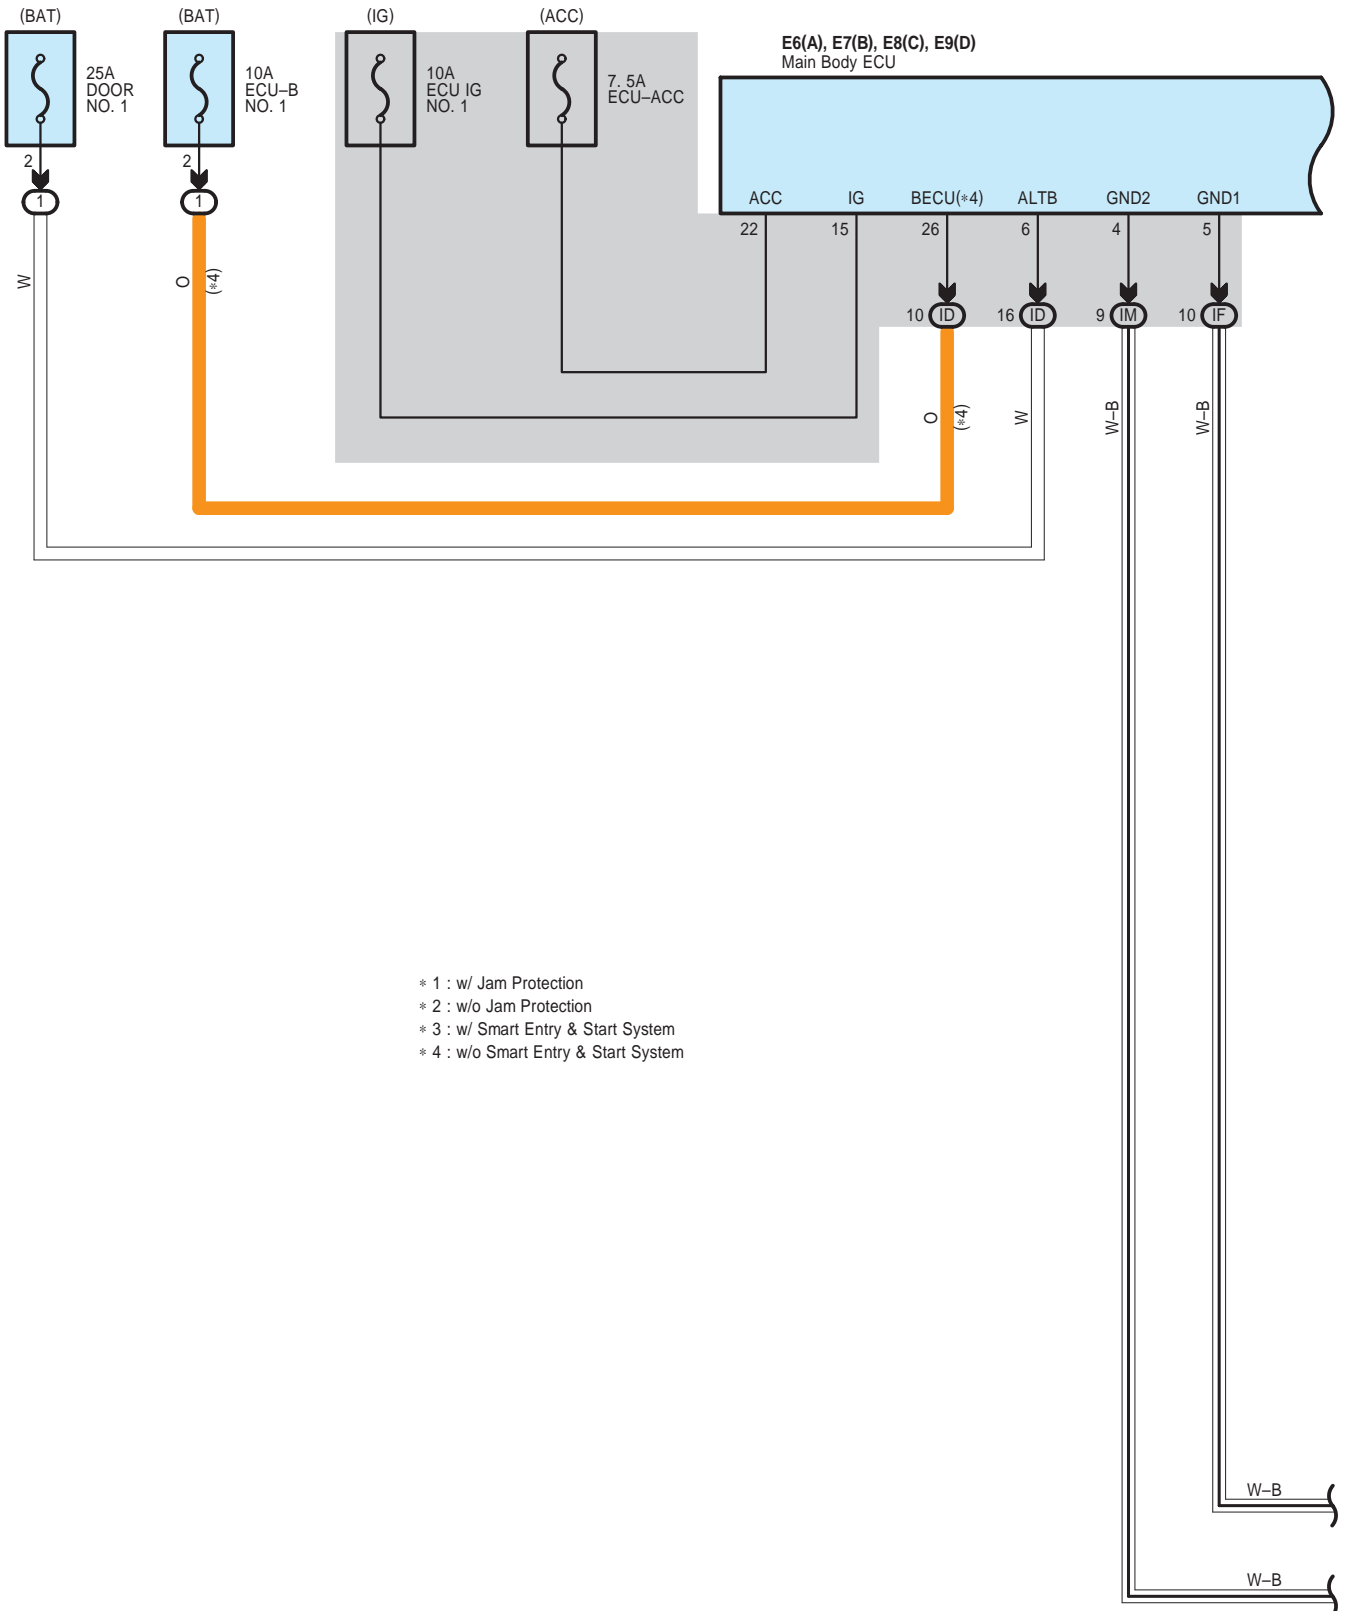 (BAT)
(BAT)
(IG)
(ACC)
25A
DOOR
NO. 1
10A
ECU–B
NO. 1
10A
ECU IG
NO. 1
7. 5A
ECU–ACC
E6(A), E7(B), E8(C), E9(D)
Main Body ECU
ACC
IG
BECU(∗4)
ALTB
GND2
GND1
2
2
22
15
26
6
4
5
1
1
10
ID
16
ID
9
IM
10
IF
W
O
(∗4)
O
(∗4)
W
W–B
W–B
∗ 1 : w/ Jam Protection
∗ 2 : w/o Jam Protection
∗ 3 : w/ Smart Entry & Start System
∗ 4 : w/o Smart Entry & Start System
W–B
W–B